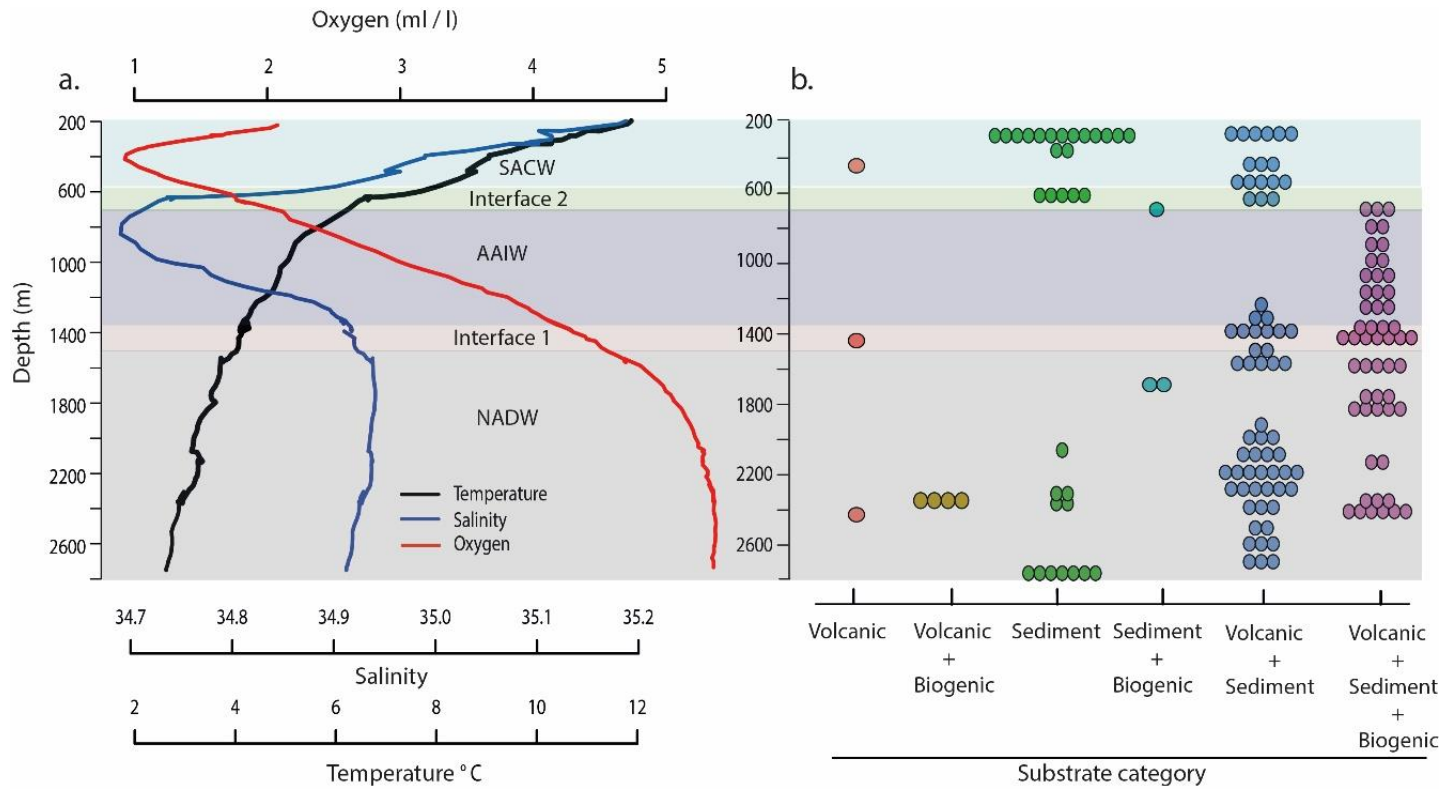 Oxygen (ml / l)
1 2 3 4 5
a.
200
600
1000
1400
1800
2200
2600
Depth (m)
SACW
Interface 2
AAIW
Interface 1
NADW
Temperature
Salinity
Oxygen
34.7 34.8 34.9 35.0 35.1 35.2
Salinity
2 4 6 8 10 12
Temperature °C
b.
200
600
1000
1400
1800
2200
2600
Volcanic
Volcanic
+
Biogenic
Sediment
Sediment
+
Biogenic
Volcanic
+
Sediment
Volcanic
+
Sediment
+
Biogenic
Substrate category